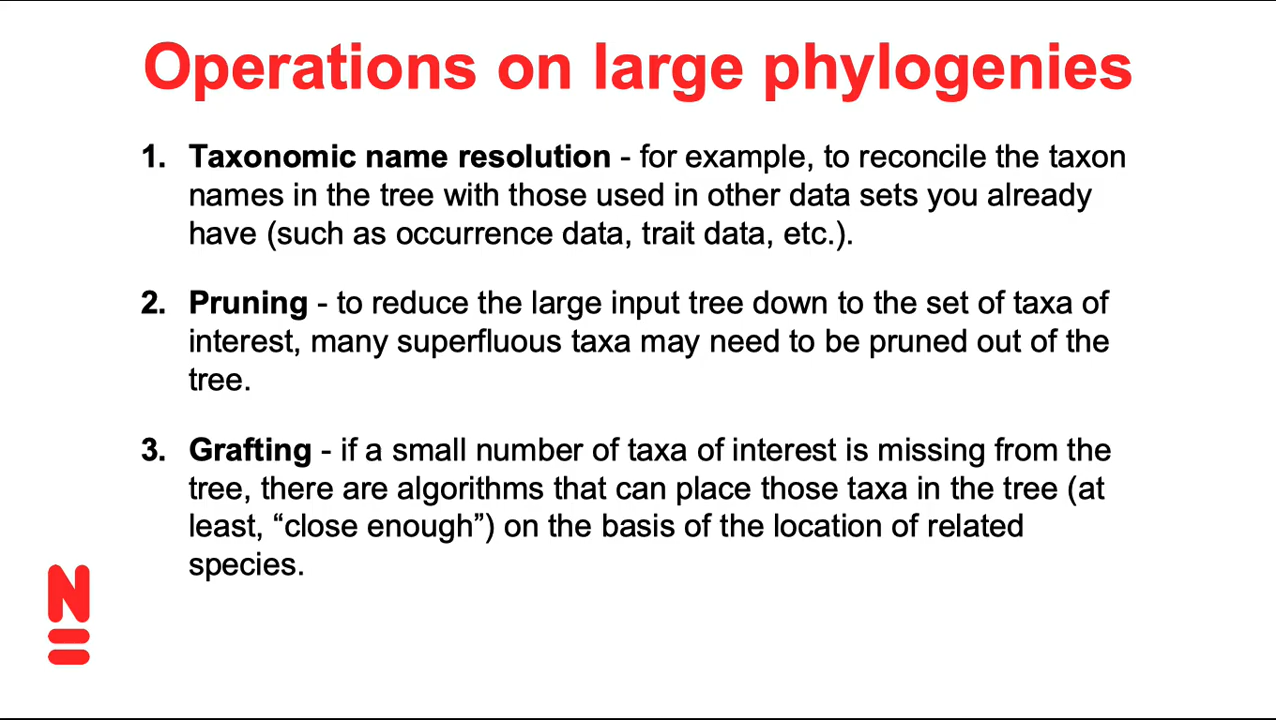 Operations on large phylogenies
1. Taxonomic name resolution - for example, to reconcile the taxon
names in the tree with those used in other data sets you already
have (such as occurrence data, trait data, etc.).
2. Pruning - to reduce the large input tree down to the set of taxa of
interest, many superfluous taxa may need to be pruned out of the
tree.
3. Grafting - if a small number of taxa of interest is missing from the
tree, there are algorithms that can place those taxa in the tree (at
least, “close enough”) on the basis of the location of related
species.
N